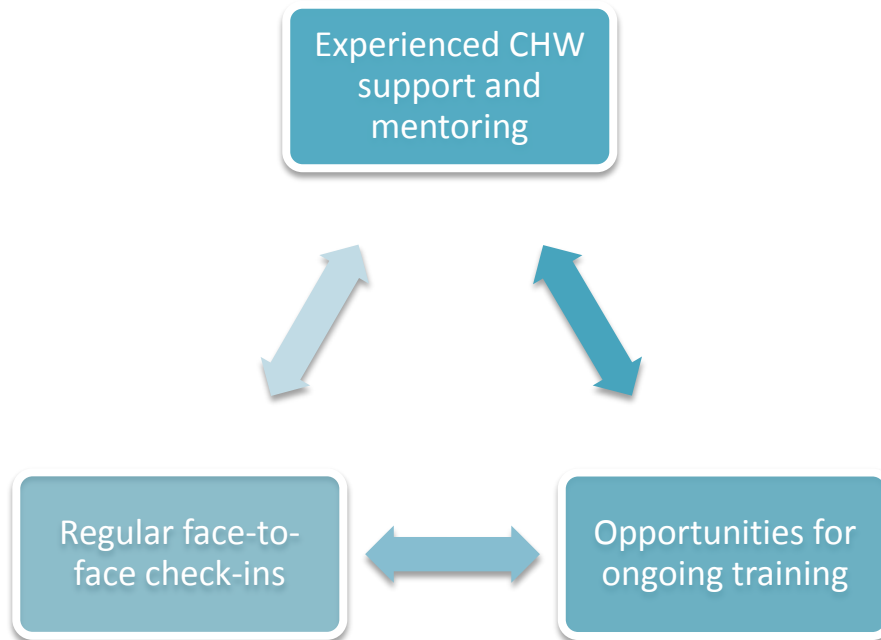 Experienced CHW
support and
mentoring
Regular face-to-
face check-ins
Opportunities for
ongoing training